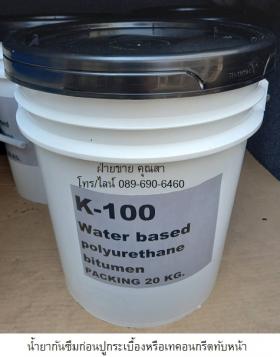 ฝ่ายขาย คุณสา
โทร/ไลน์ 089-690-6460
K-100
Water based
polyurethane
bitumen
PACKING 20 KG.
น้ำยากันซึมก่อนปูกระเบื้องหรือเทคอนกรีตทับหน้า